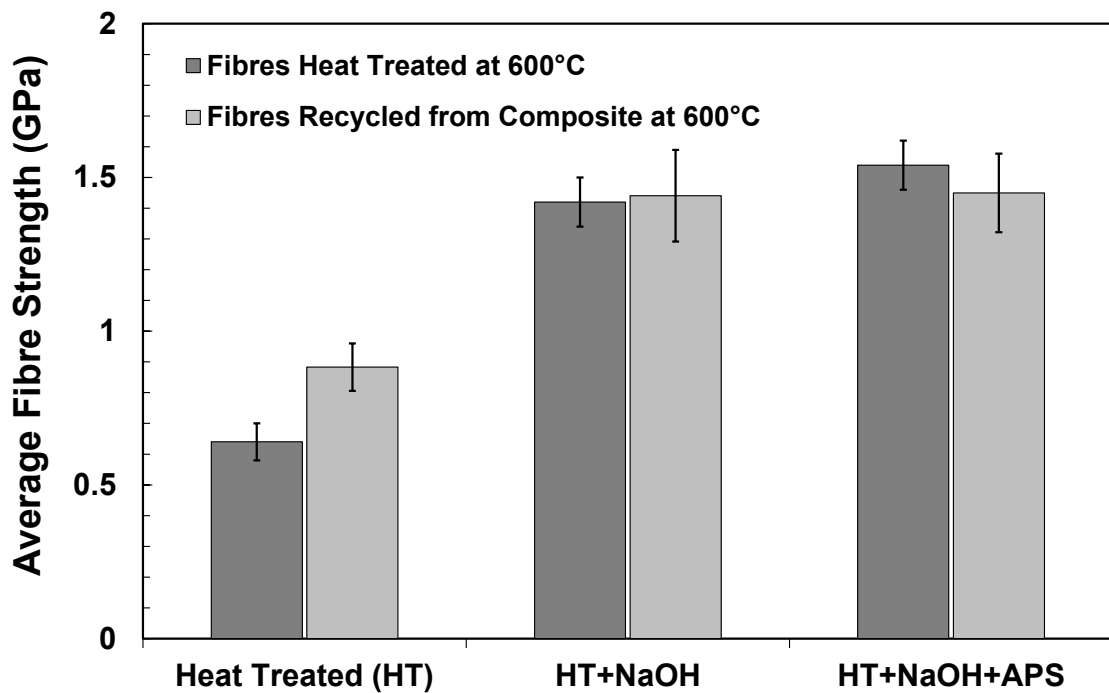 Average Fibre Strength (GPa)
2
1.5
1
0.5
0
Fibres Heat Treated at 600°C
Fibres Recycled from Composite at 600°C
Heat Treated (HT)
HT+NaOH
HT+NaOH+APS